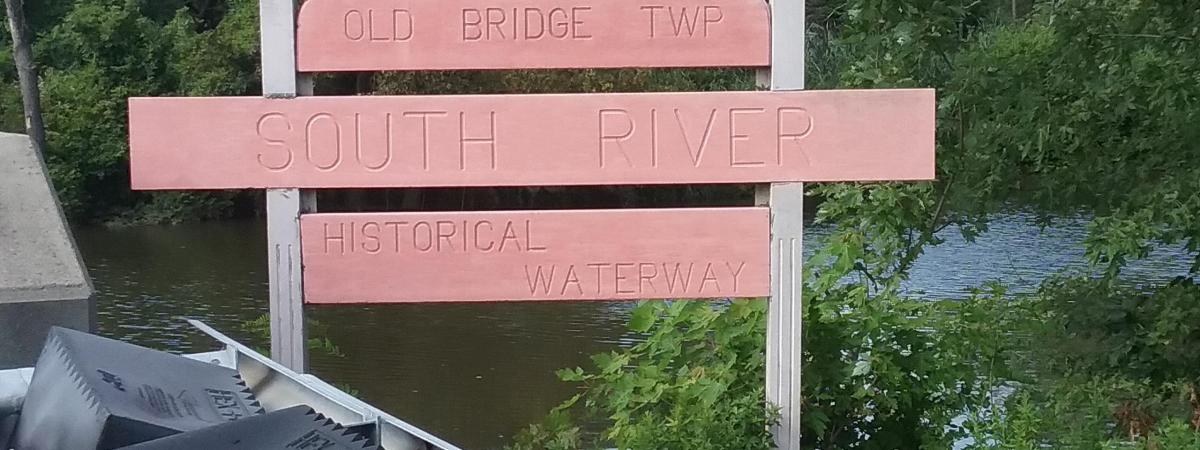 OLD BRIDGE TWP
SOUTH RIVER
HISTORICAL
WATERWAY